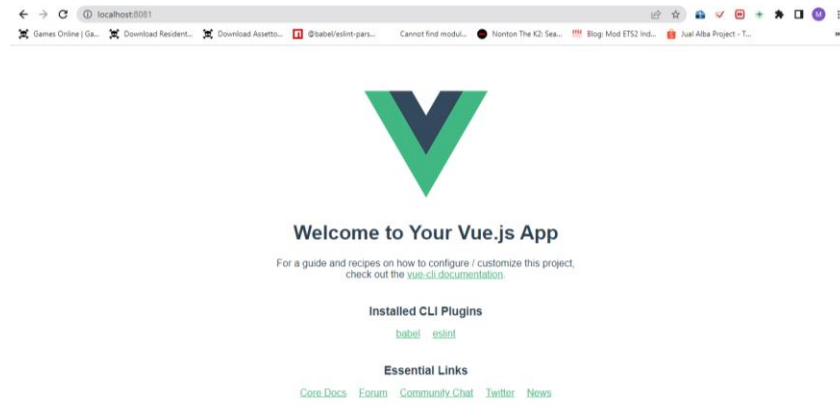 localhost:8081
M
Games Online | Ga... Download Resident... Download Assetto... @babel/eslint-pars... Cannot find modul... Nonton The K2: Sea... Blog: Mod ETS2 Ind... Jual Alba Project - T...
Welcome to Your Vue.js App
For a guide and recipes on how to configure / customize this project,
check out the vue-cli documentation.
Installed CLI Plugins
babel eslint
Essential Links
Core Docs Forum Community Chat Twitter News